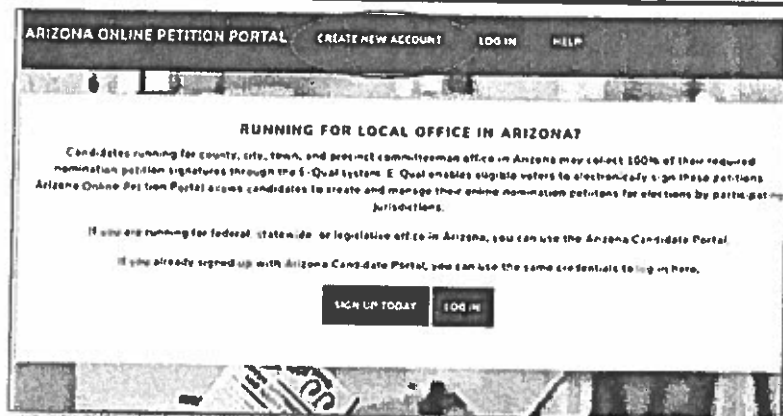 ARIZONA ONLINE PETITION PORTAL CREATE NEW ACCOUNT LOG IN HELP
RUNNING FOR LOCAL OFFICE IN ARIZONA?
Candidates running for county, city, town, and precinct committeeman office in Arizona may collect 100% of their required
nomination petition signatures through the E-Qual system. E-Qual enables eligible voters to electronically sign these petitions.
Arizona Online Petition Portal allows candidates to create and manage their online nomination petitions for elections by participating
jurisdictions.
If you are running for federal, statewide, or legislative office in Arizona, you can use the Arizona Candidate Portal.
If you already signed up with Arizona Candidate Portal, you can use the same credentials to log in here.
SIGN UP TODAY LOG IN